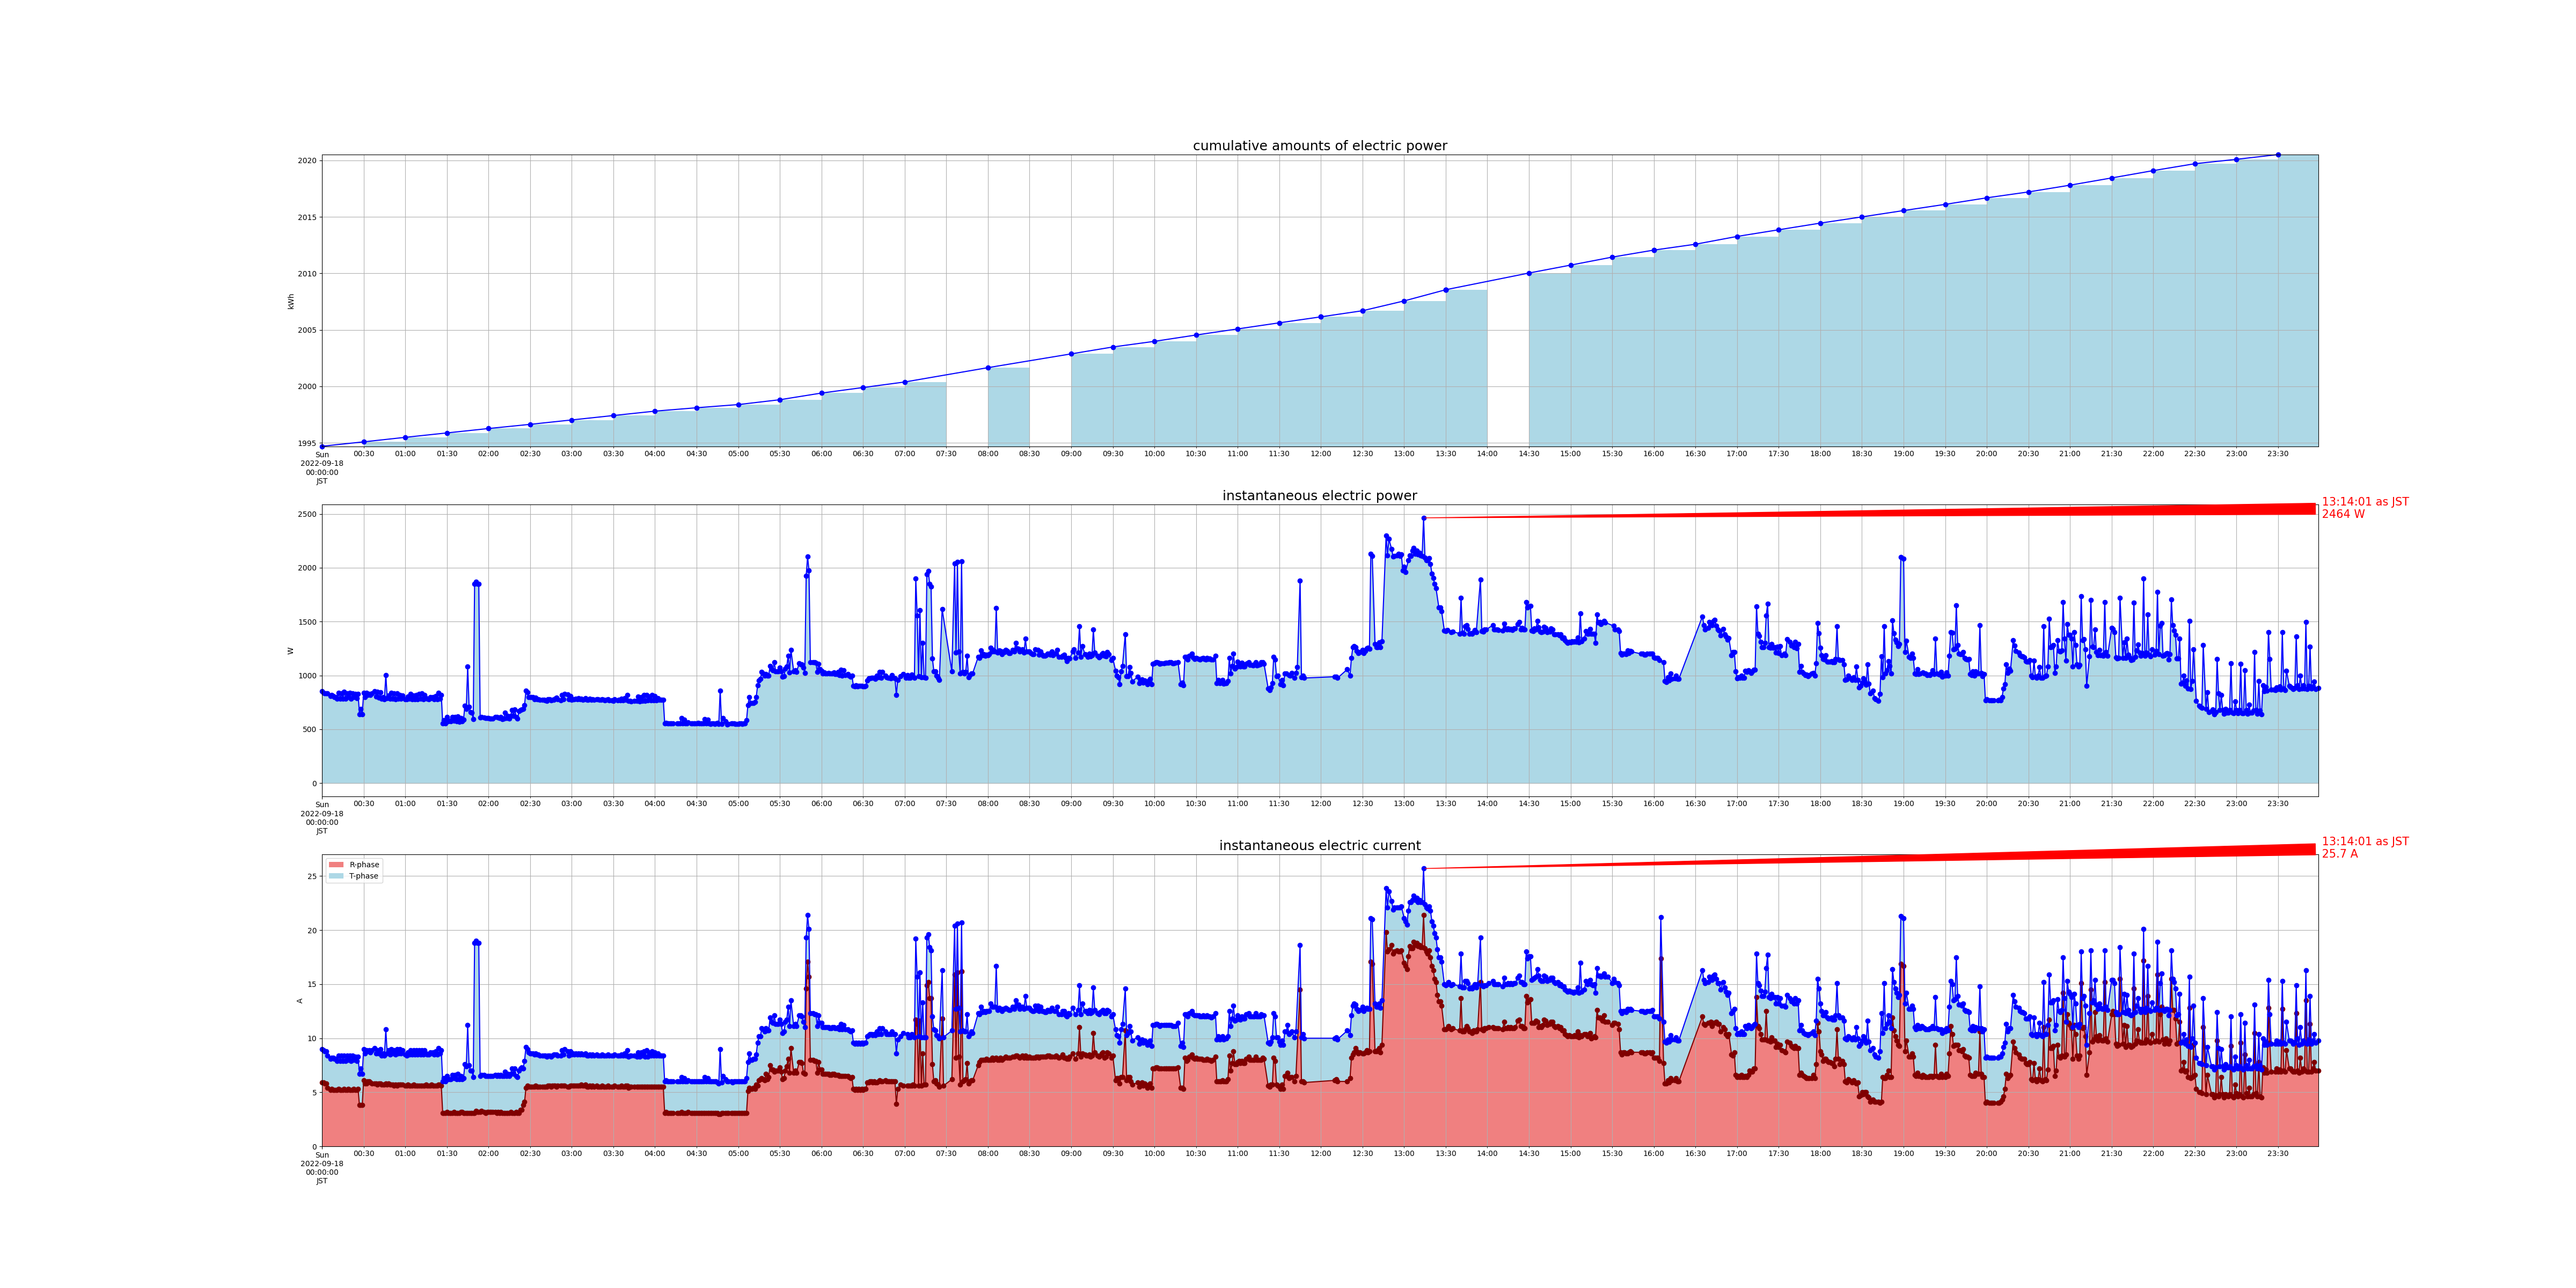 cumulative amounts of electric power
2020
2015
2010
2005
2000
1995
kWh
Sun
2022-09-18
00:00:00
JST
00:30 01:00 01:30 02:00 02:30 03:00 03:30 04:00 04:30 05:00 05:30 06:00 06:30 07:00 07:30 08:00 08:30 09:00 09:30 10:00 10:30 11:00 11:30 12:00 12:30 13:00 13:30 14:00 14:30 15:00 15:30 16:00 16:30 17:00 17:30 18:00 18:30 19:00 19:30 20:00 20:30 21:00 21:30 22:00 22:30 23:00 23:30
instantaneous electric power
13:14:01 as JST
2464 W
2500
2000
1500
1000
500
0
W
Sun
2022-09-18
00:00:00
JST
00:30 01:00 01:30 02:00 02:30 03:00 03:30 04:00 04:30 05:00 05:30 06:00 06:30 07:00 07:30 08:00 08:30 09:00 09:30 10:00 10:30 11:00 11:30 12:00 12:30 13:00 13:30 14:00 14:30 15:00 15:30 16:00 16:30 17:00 17:30 18:00 18:30 19:00 19:30 20:00 20:30 21:00 21:30 22:00 22:30 23:00 23:30
instantaneous electric current
13:14:01 as JST
25.7 A
R-phase
T-phase
25
20
15
10
5
0
A
Sun
2022-09-18
00:00:00
JST
00:30 01:00 01:30 02:00 02:30 03:00 03:30 04:00 04:30 05:00 05:30 06:00 06:30 07:00 07:30 08:00 08:30 09:00 09:30 10:00 10:30 11:00 11:30 12:00 12:30 13:00 13:30 14:00 14:30 15:00 15:30 16:00 16:30 17:00 17:30 18:00 18:30 19:00 19:30 20:00 20:30 21:00 21:30 22:00 22:30 23:00 23:30